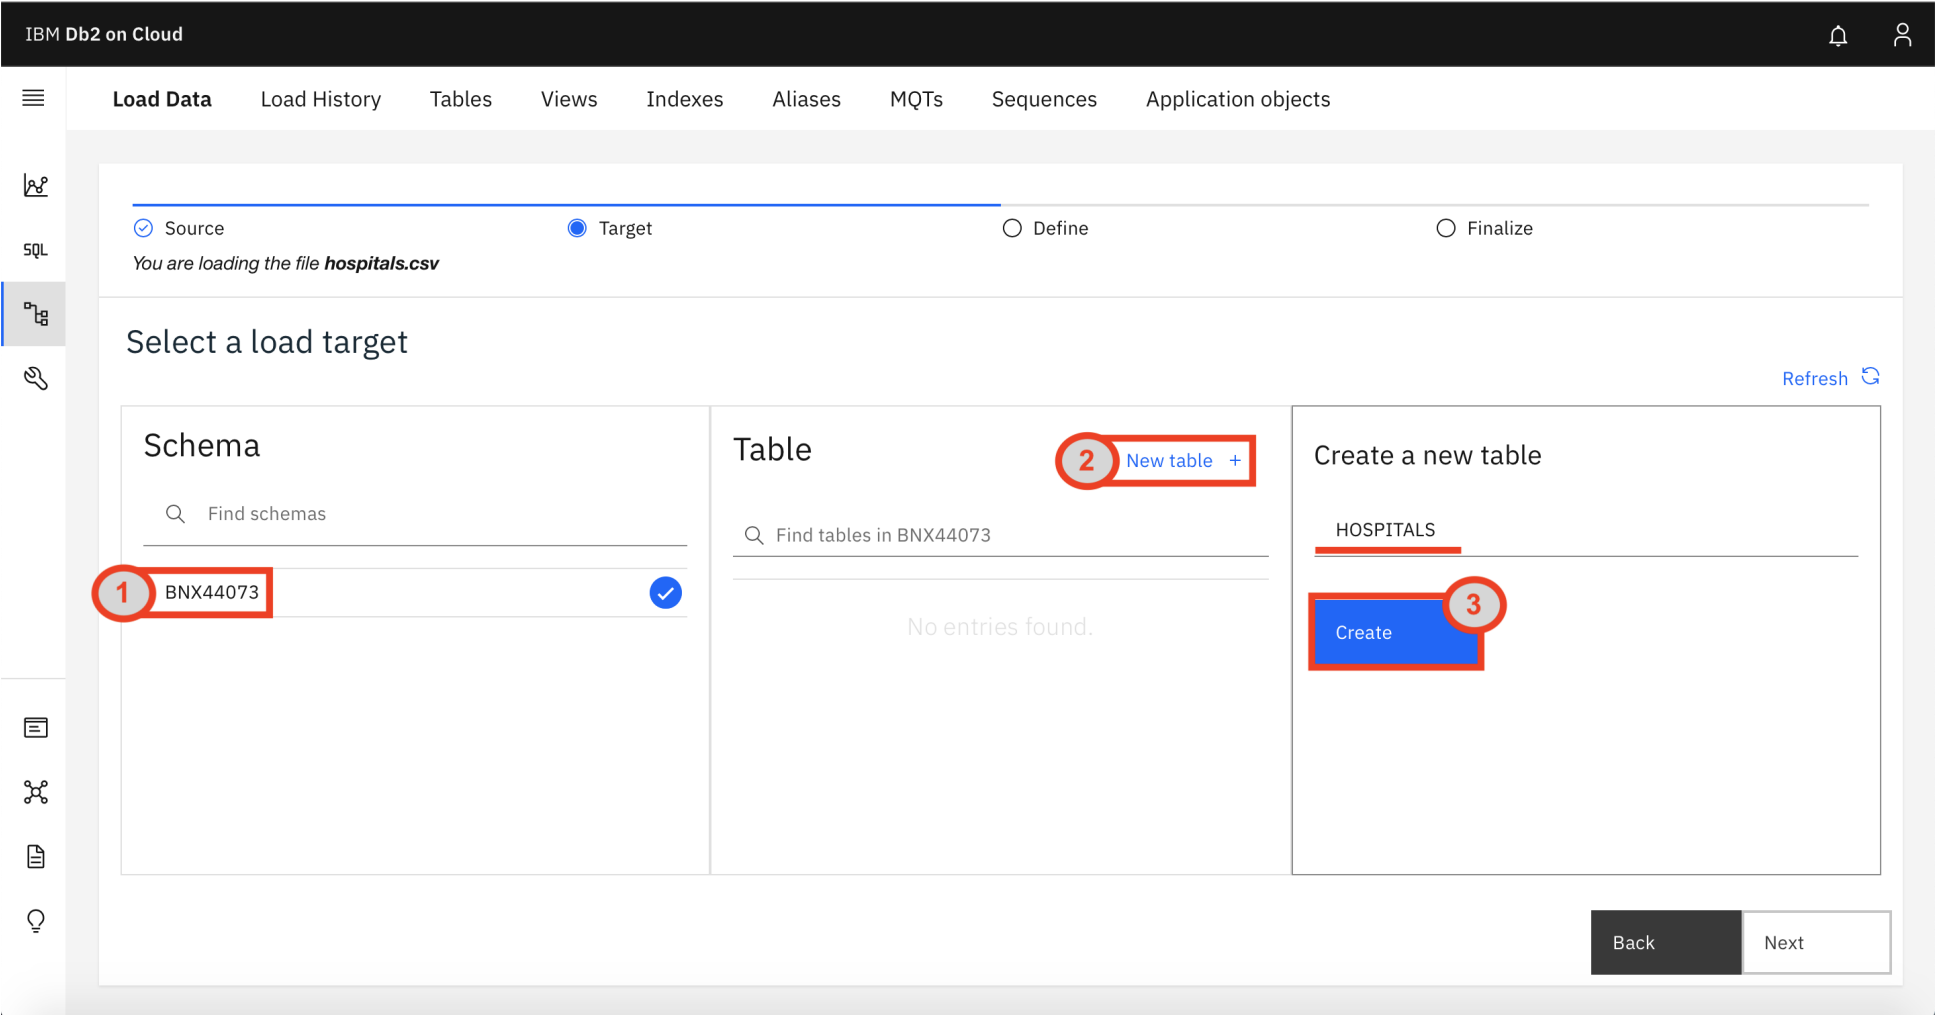 IBM Db2 on Cloud
Load Data Load History Tables Views Indexes Aliases MQTs Sequences Application objects
SQL
Source Target Define Finalize
You are loading the file hospitals.csv
Select a load target
Refresh
Schema
Find schemas
1 BNX44073
Table
2 New table +
Find tables in BNX44073
No entries found.
Create a new table
HOSPITALS
3
Create
Back Next